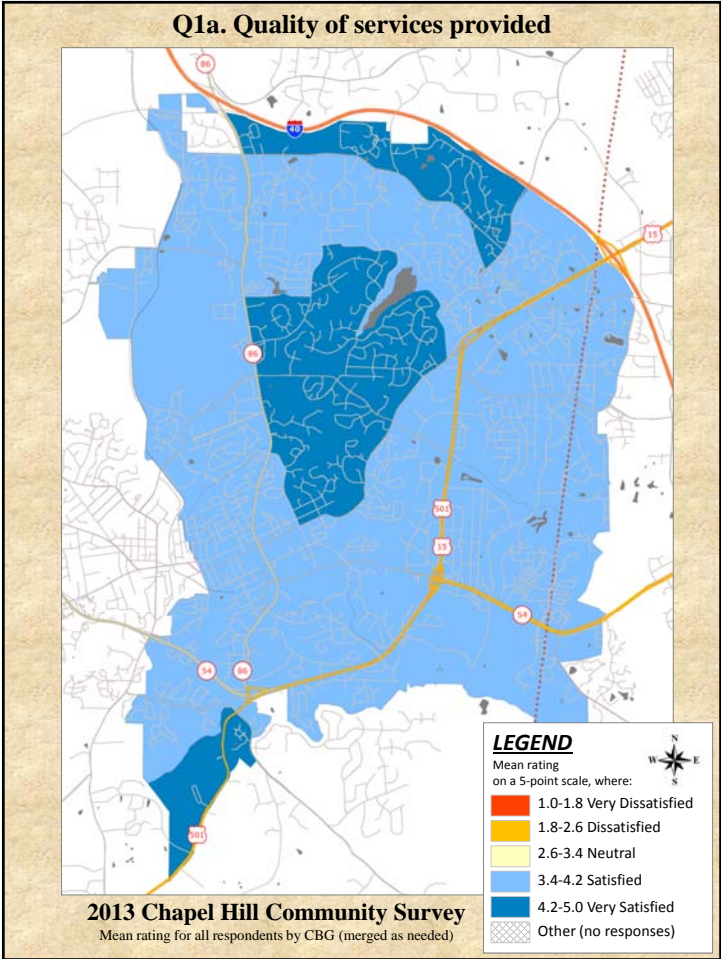 Q1a. Quality of services provided
86
40
15
86
501
15
54
54
86
501
LEGEND
Mean rating
on a 5-point scale, where:
N
W E
S
1.0-1.8 Very Dissatisfied
1.8-2.6 Dissatisfied
2.6-3.4 Neutral
3.4-4.2 Satisfied
4.2-5.0 Very Satisfied
Other (no responses)
2013 Chapel Hill Community Survey
Mean rating for all respondents by CBG (merged as needed)